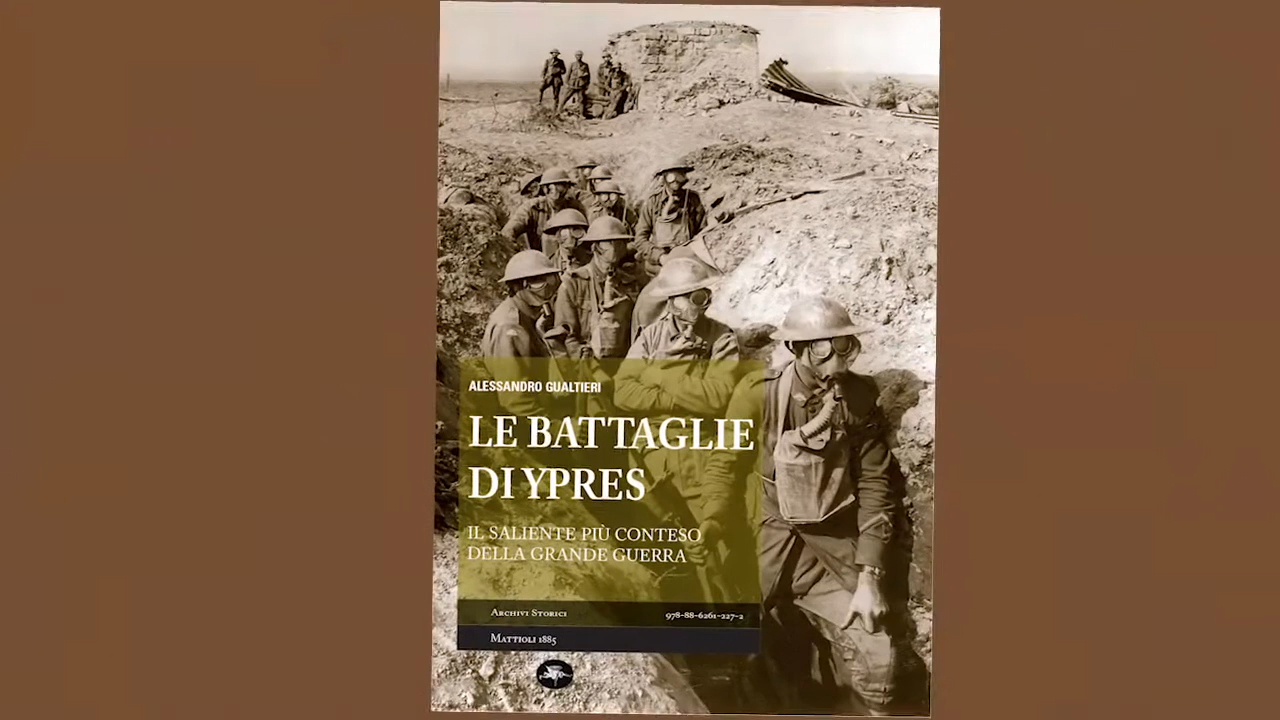 ALESSANDRO GUALTIERI
LE BATTAGLIE
DI YPRES
IL SALIENTE PIÙ CONTESO
DELLA GRANDE GUERRA
ARCHIVI STORICI 978-88-6261-227-2
MATTIOLI 1885